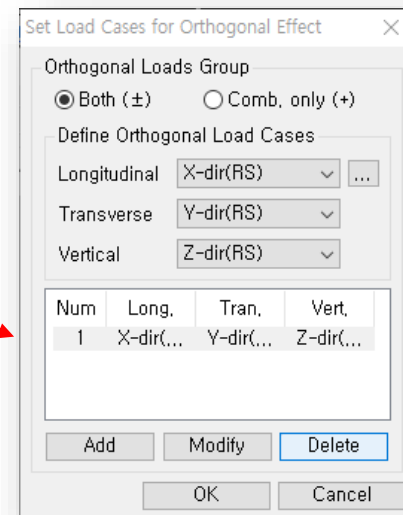 Set Load Cases for Orthogonal Effect
Orthogonal Loads Group
Both (±) Comb, only (+)
Define Orthogonal Load Cases
Longitudinal X-dir(RS) ...
Transverse Y-dir(RS)
Vertical Z-dir(RS)
Num Long, Tran, Vert,
1 X-dir(... Y-dir(... Z-dir(...
Add Modify Delete
OK Cancel